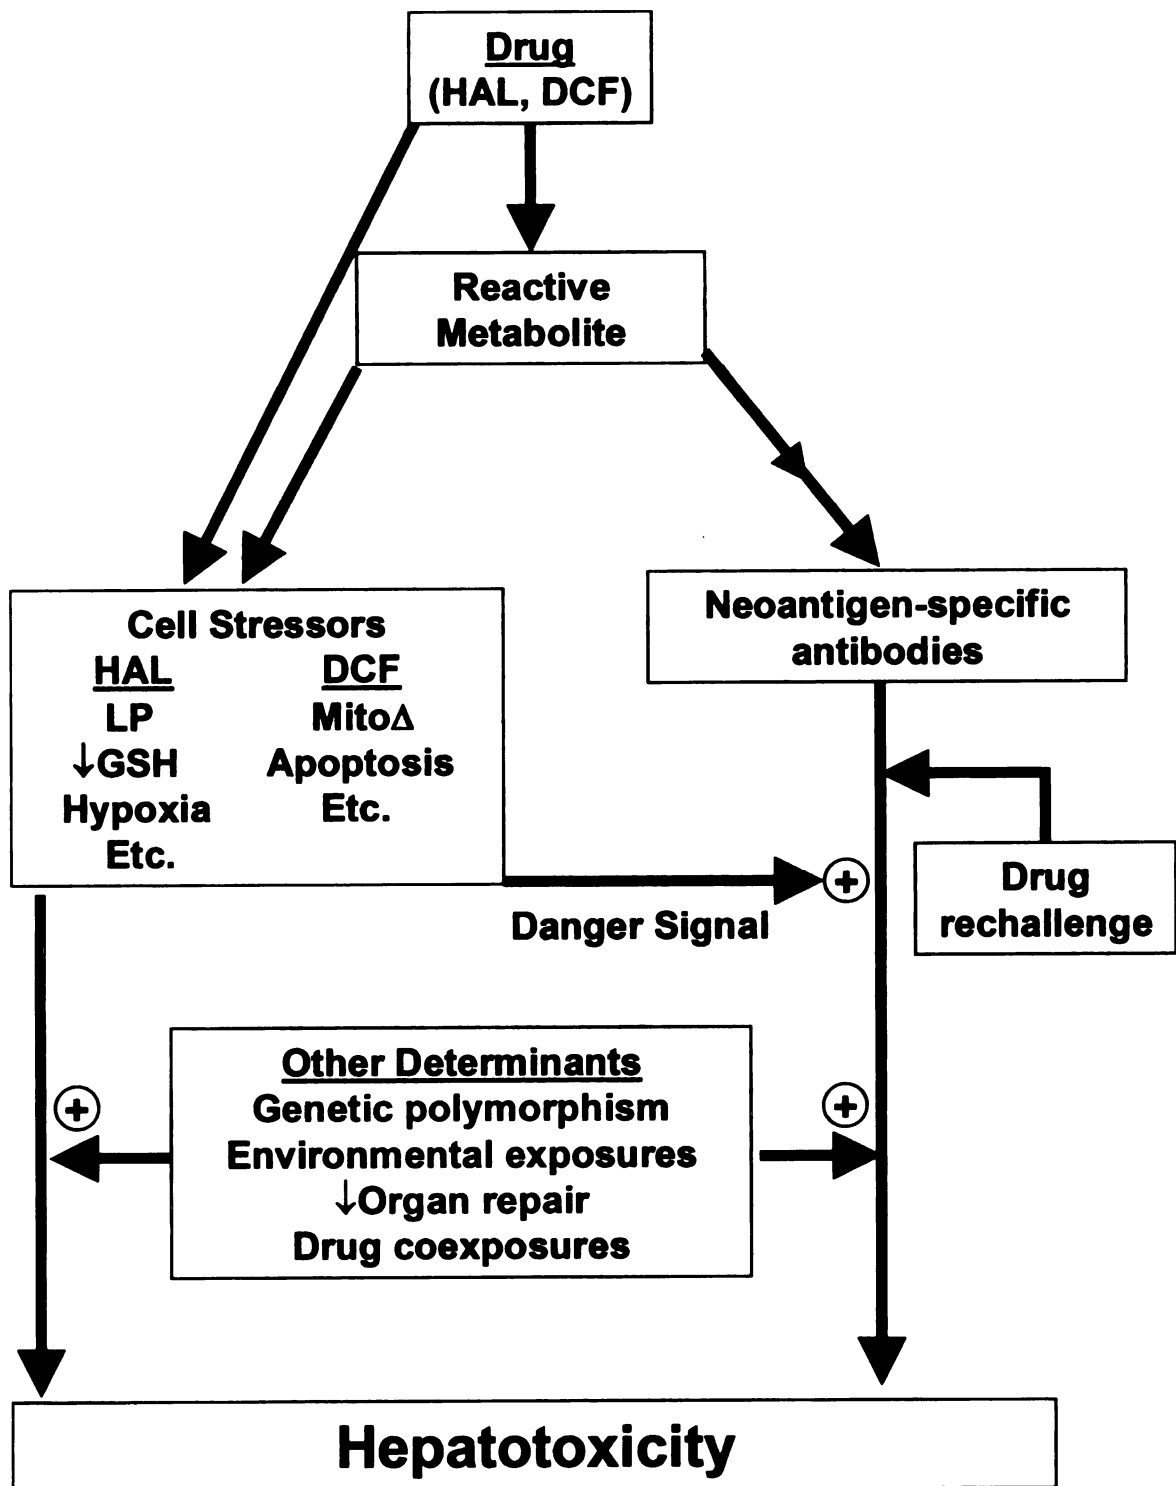 Drug
(HAL, DCF)
Reactive
Metabolite
Cell Stressors
HAL
LP
↓GSH
Hypoxia
Etc.
DCF
MitoΔ
Apoptosis
Etc.
Neoantigen-specific
antibodies
Drug
rechallenge
+
Danger Signal
Other Determinants
Genetic polymorphism
Environmental exposures
↓Organ repair
Drug coexposures
+
+
Hepatotoxicity